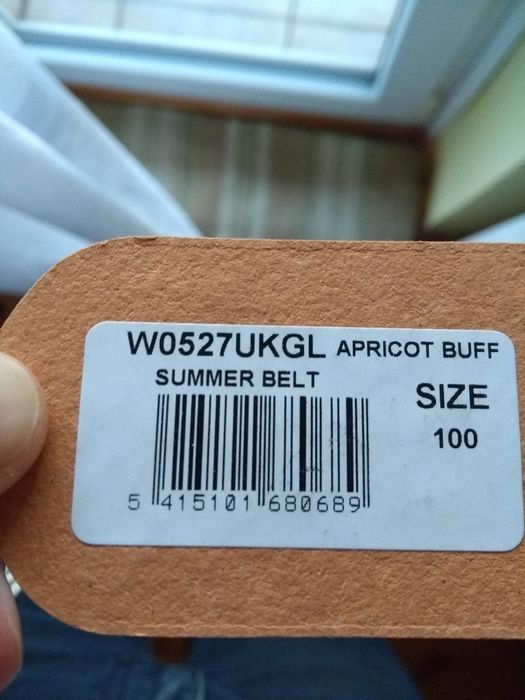 W0527UKGL APRICOT BUFF
SUMMER BELT
SIZE
100
5 415101 680689